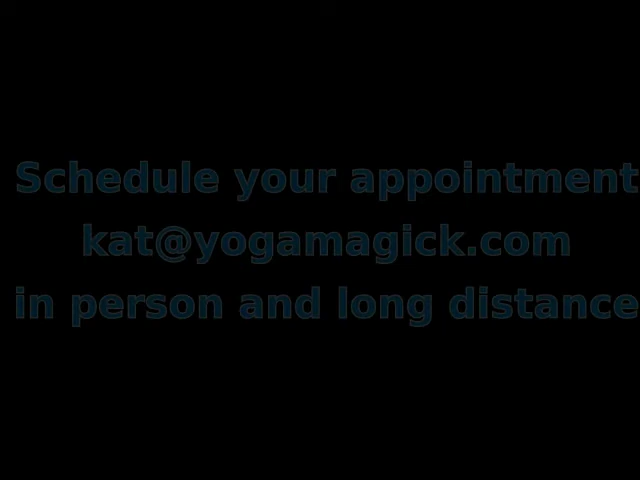 Schedule your appointment
kat@yogamagick.com
in person and long distance